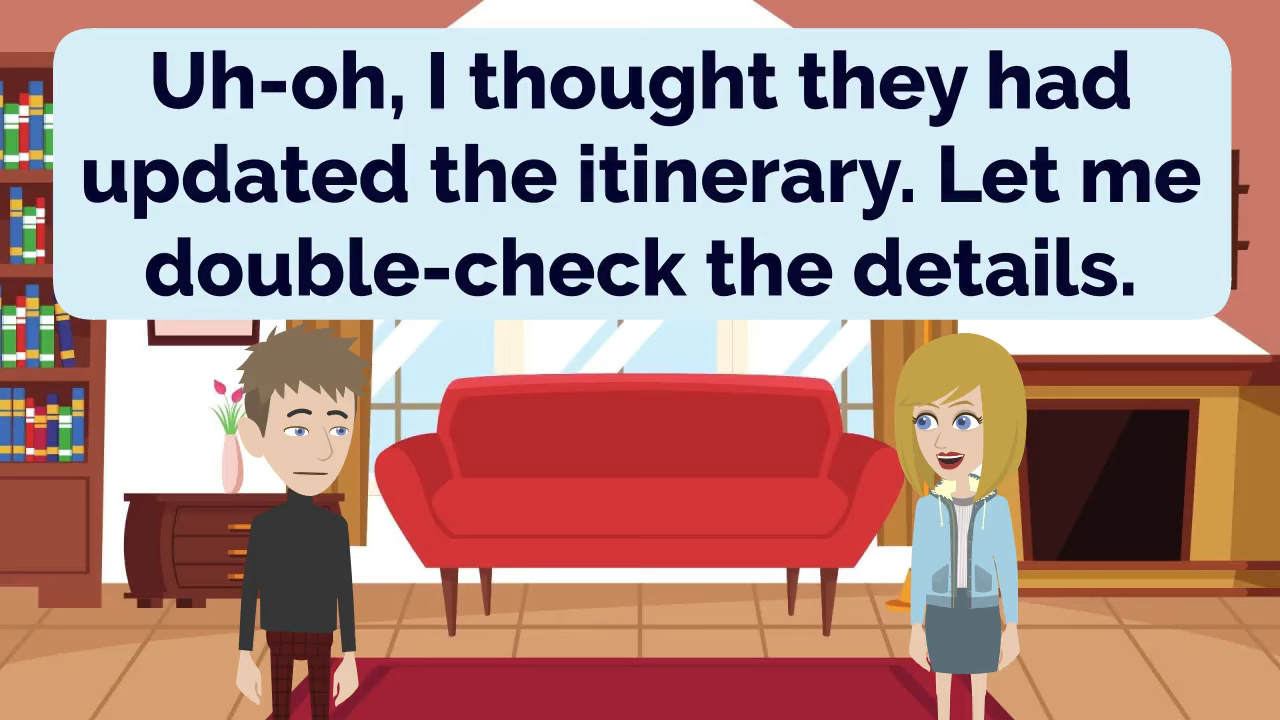 Uh-oh, I thought they had
updated the itinerary. Let me
double-check the details.